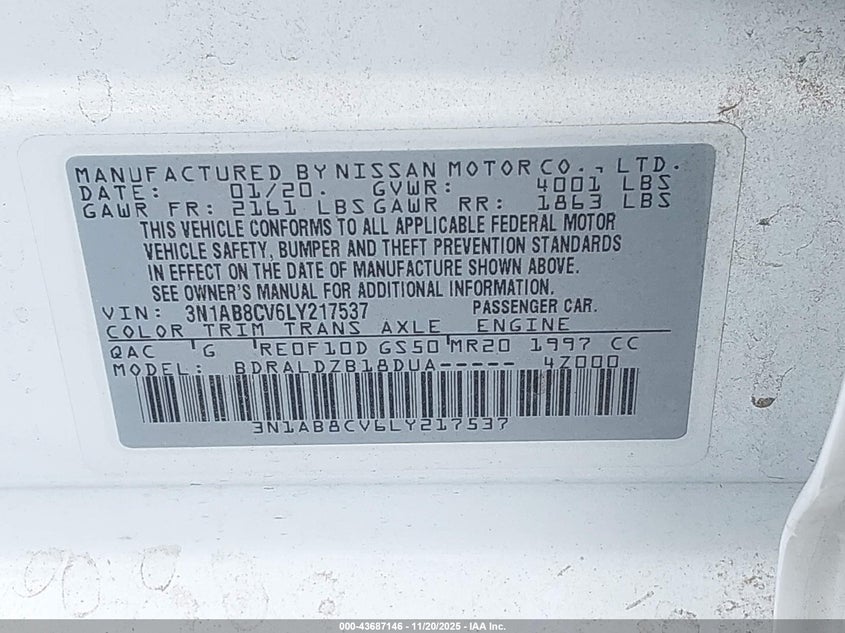 MANUFACTURED BY NISSAN MOTOR CO., LTD.
DATE: 01/20. GVWR: 4001 LBS
GAWR FR: 2161 LBS GAWR RR: 1863 LBS
THIS VEHICLE CONFORMS TO ALL APPLICABLE FEDERAL MOTOR
VEHICLE SAFETY, BUMPER AND THEFT PREVENTION STANDARDS
IN EFFECT ON THE DATE OF MANUFACTURE SHOWN ABOVE.
SEE OWNER'S MANUAL FOR ADDITIONAL INFORMATION.
VIN: 3N1AB8CV6LY217537 PASSENGER CAR.
COLOR TRIM TRANS AXLE ENGINE
QAC G RE0F10D GS50 MR20 1997 CC
MODEL: BDRALDZB18DUA----- 4Z000
3N1AB8CV6LY217537
000-43687146 - 11/20/2025 - IAA Inc.